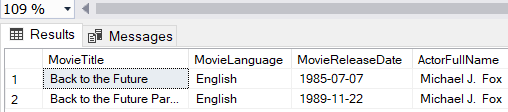 109 %
Results Messages
MovieTitle MovieLanguage MovieReleaseDate ActorFullName
1 Back to the Future English 1985-07-07 Michael J. Fox
2 Back to the Future Par... English 1989-11-22 Michael J. Fox